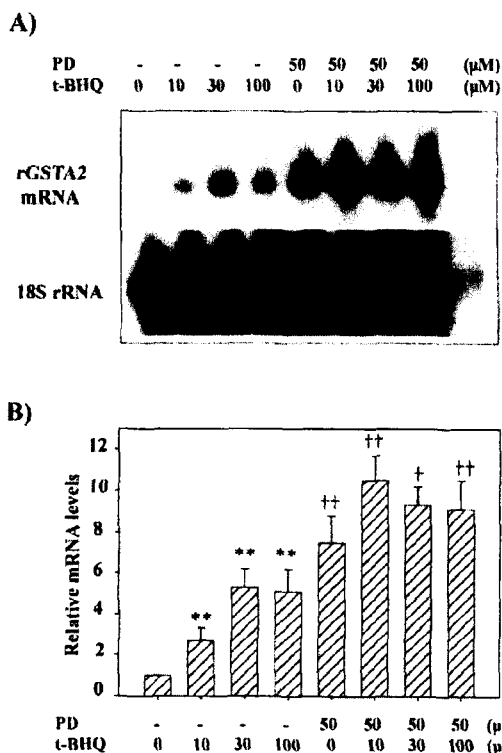 A)
PD - - - - 50 50 50 50 (μM)
t-BHQ 0 10 30 100 0 10 30 100 (μM)
rGSTA2
mRNA
18S rRNA
B)
Relative mRNA levels
12
10
8
6
4
2
0
** ** ** †† †† † ††
PD - - - - 50 50 50 50 (μ
t-BHQ 0 10 30 100 0 10 30 100 (μ